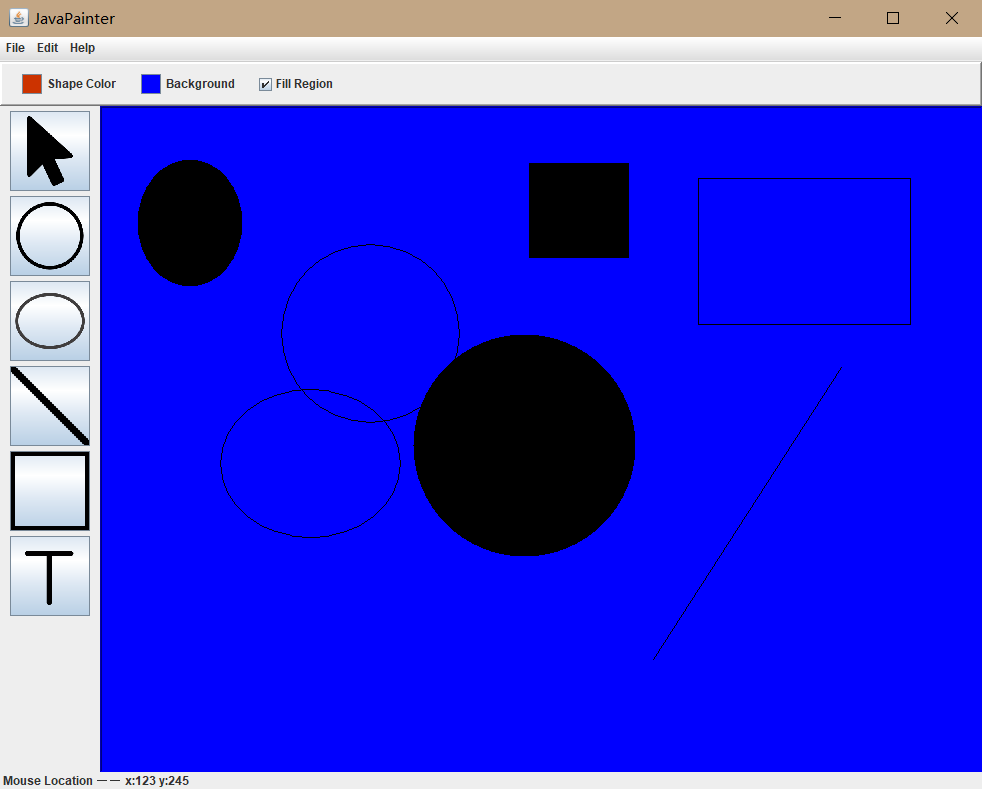 JavaPainter
File Edit Help
Shape Color Background Fill Region
T
Mouse Location —— x:123 y:245